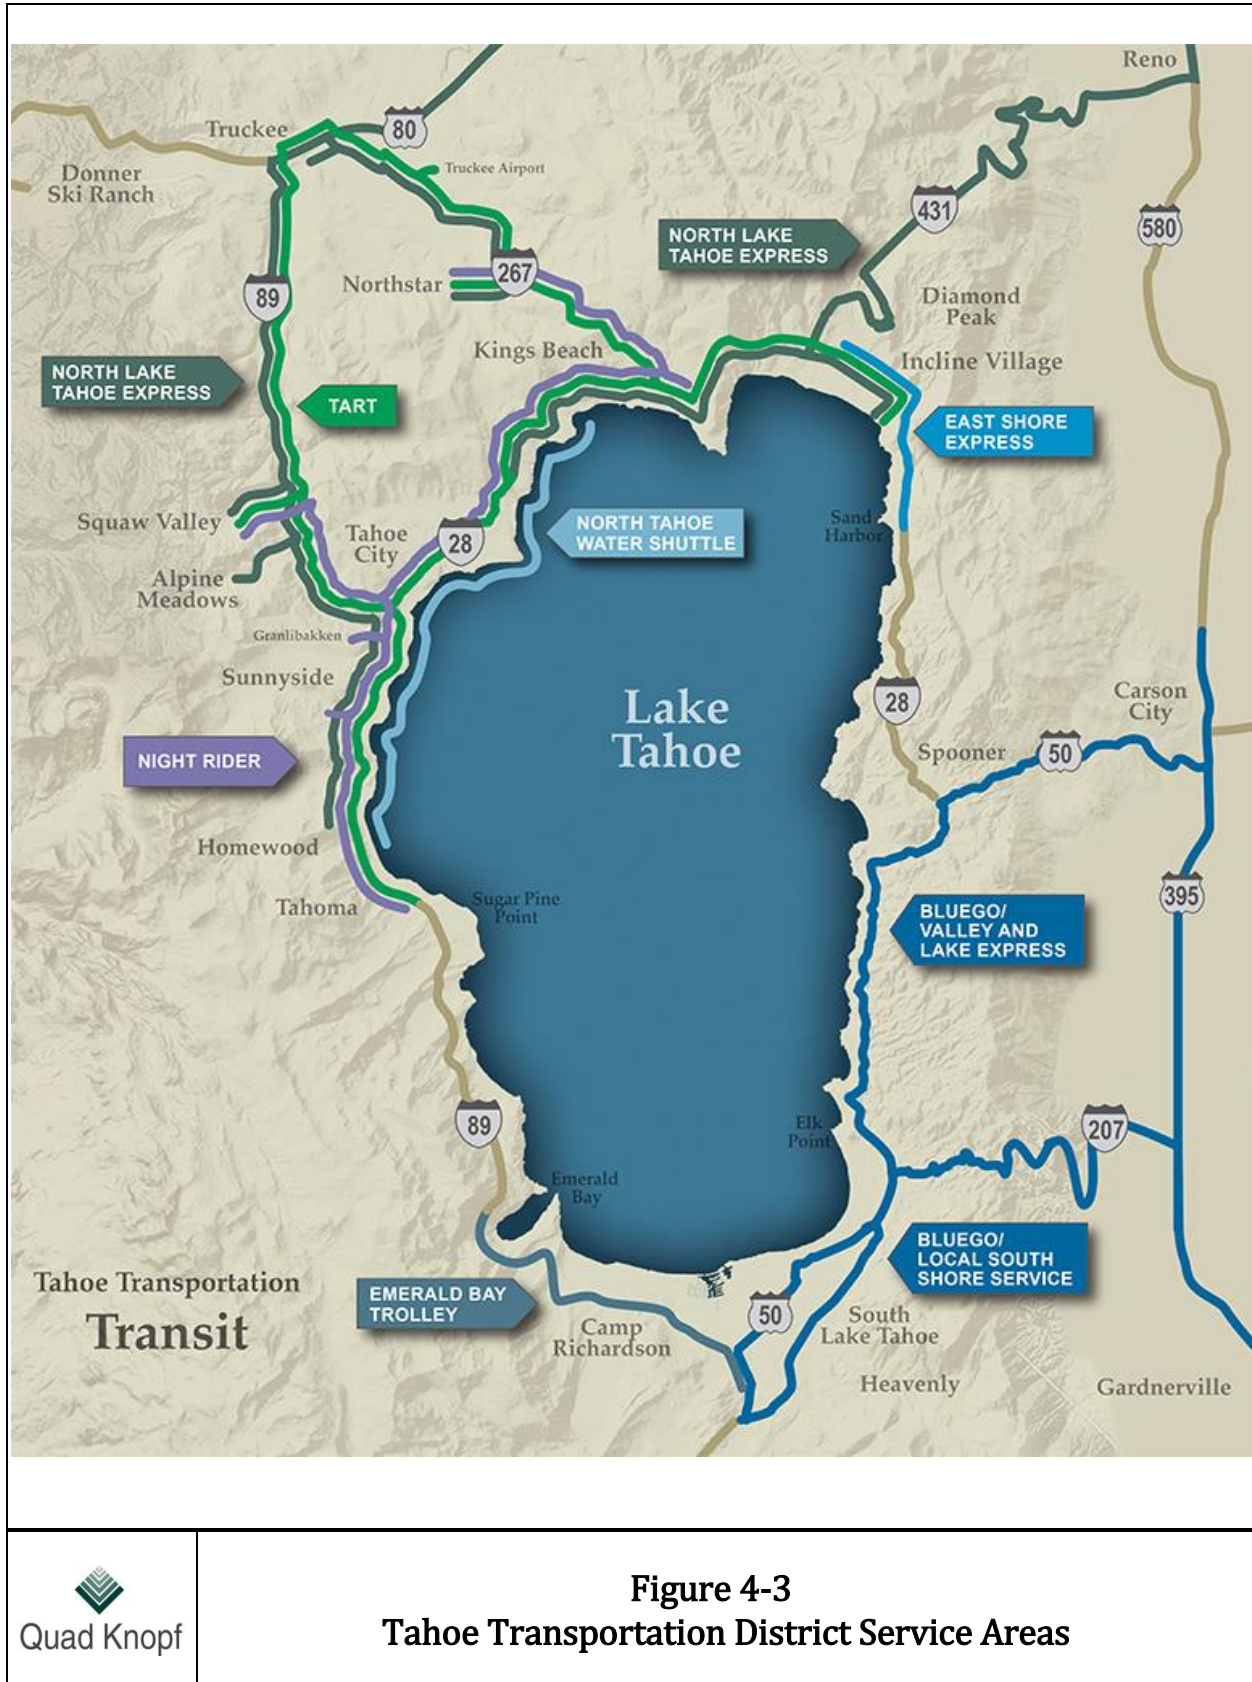 Reno
Truckee
80
Donner
Ski Ranch
Truckee Airport
431
580
NORTH LAKE
TAHOE EXPRESS
267
Northstar
89
Diamond
Peak
Kings Beach
Incline Village
NORTH LAKE
TAHOE EXPRESS
TART
EAST SHORE
EXPRESS
Squaw Valley
Tahoe
City
28
NORTH TAHOE
WATER SHUTTLE
Sand
Harbor
Alpine
Meadows
Granlibakken
Sunnyside
Lake
Tahoe
28
Carson
City
Spooner
50
NIGHT RIDER
Homewood
Tahoma
Sugar Pine
Point
395
BLUEGO/
VALLEY AND
LAKE EXPRESS
89
Elk
Point
207
Emerald
Bay
BLUEGO/
LOCAL SOUTH
SHORE SERVICE
Tahoe Transportation
Transit
EMERALD BAY
TROLLEY
Camp
Richardson
50
South
Lake Tahoe
Heavenly
Gardnerville
Quad Knopf
Figure 4-3
Tahoe Transportation District Service Areas